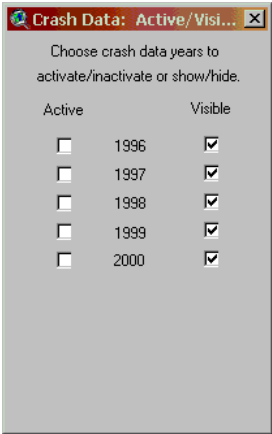 Crash Data: Active/Visi...
Choose crash data years to
activate/inactivate or show/hide.
Active Visible
1996
1997
1998
1999
2000